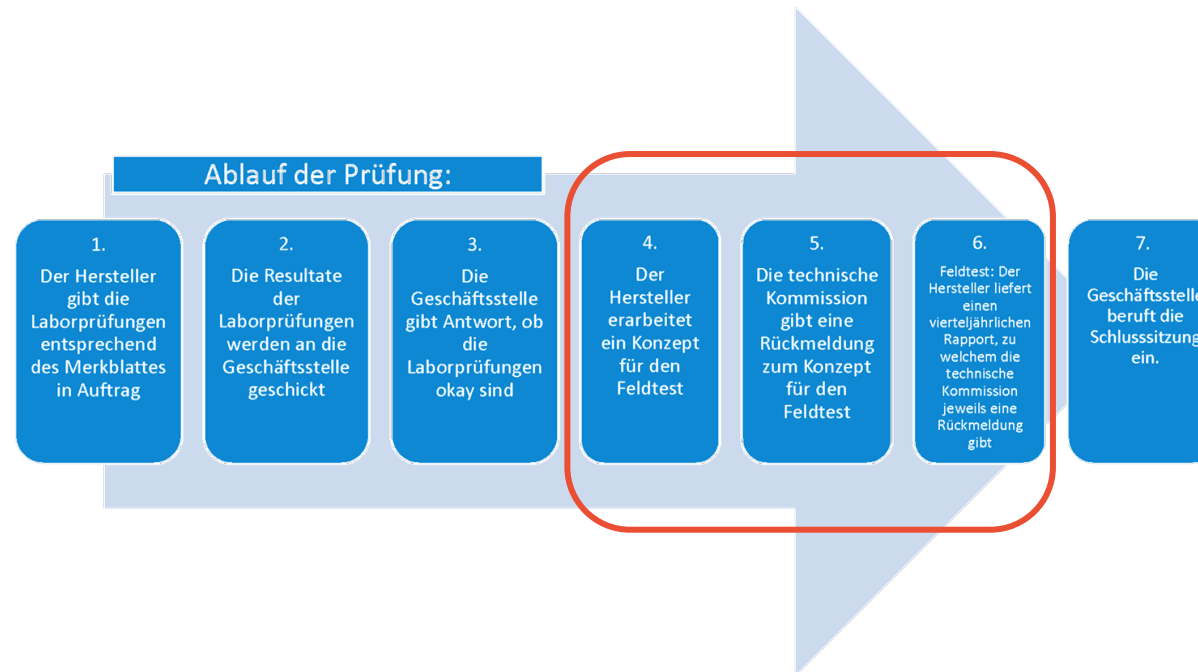 Ablauf der Prüfung:
1.
Der Hersteller
gibt die
Laborprüfungen
entsprechend
des Merkblattes
in Auftrag
2.
Die Resultate
der
Laborprüfungen
werden an die
Geschäftsstelle
geschickt
3.
Die
Geschäftsstelle
gibt Antwort, ob
die
Laborprüfungen
okay sind
4.
Der
Hersteller
erarbeitet
ein Konzept
für den
Feldtest
5.
Die technische
Kommission
gibt eine
Rückmeldung
zum Konzept
für den
Feldtest
6.
Feldtest: Der
Hersteller liefert
einen
vierteljährlichen
Rapport, zu
welchem die
technische
Kommission
jeweils eine
Rückmeldung
gibt
7.
Die
Geschäftsstelle
beruft die
Schlusssitzung
ein.